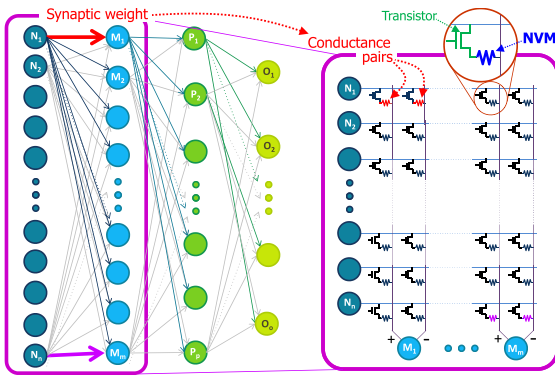 Synaptic weight
N1
N2
Nn
M1
M2
Mm
P1
P2
Pp
O1
O2
Oo
Transistor
NVM
Conductance
pairs
N1
N2
Nn
+ −
M1
+ −
Mm